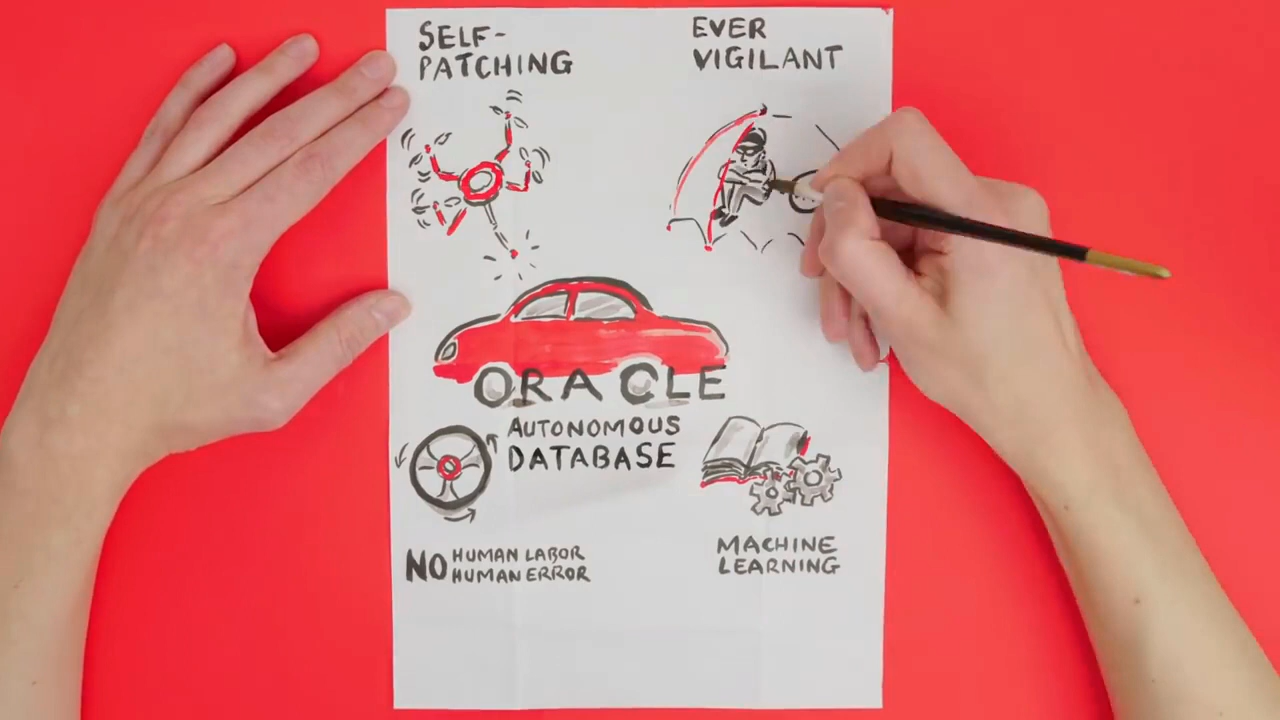 SELF-
PATCHING
EVER
VIGILANT
ORACLE
AUTONOMOUS
DATABASE
NO HUMAN LABOR
HUMAN ERROR
MACHINE
LEARNING